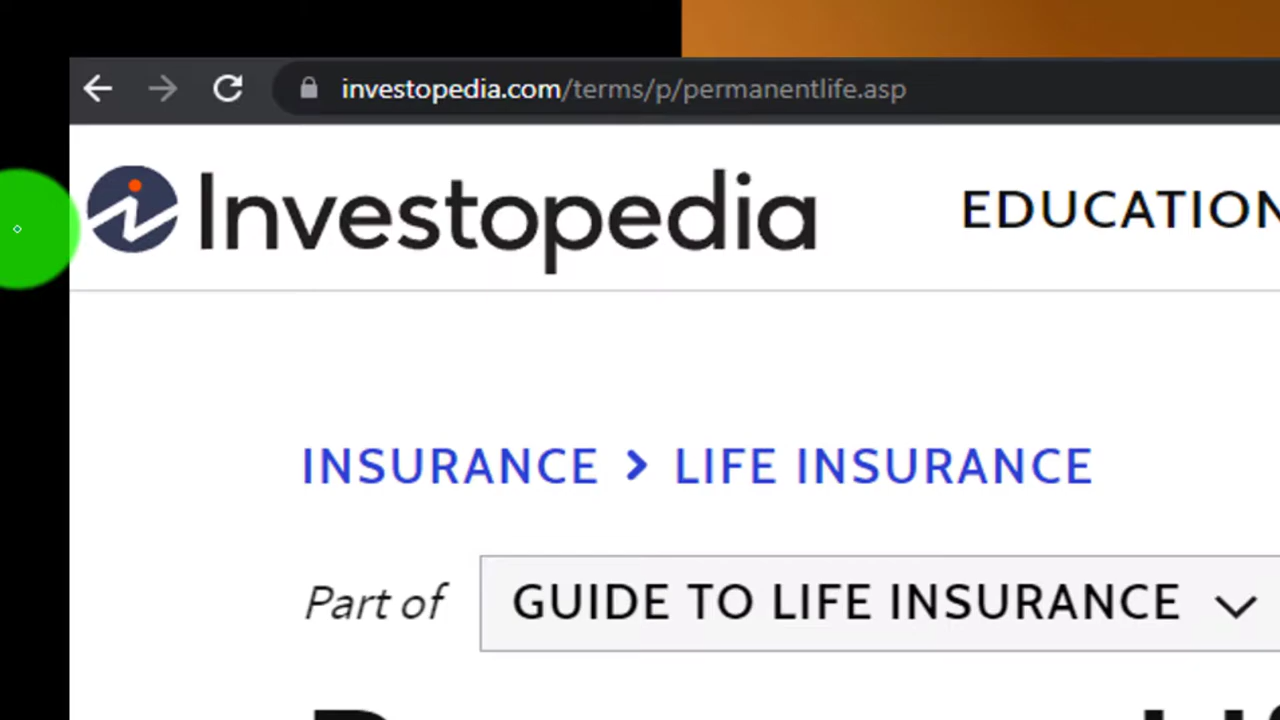 investopedia.com/terms/p/permanentlife.asp
Investopedia
EDUCATION
INSURANCE > LIFE INSURANCE
Part of GUIDE TO LIFE INSURANCE